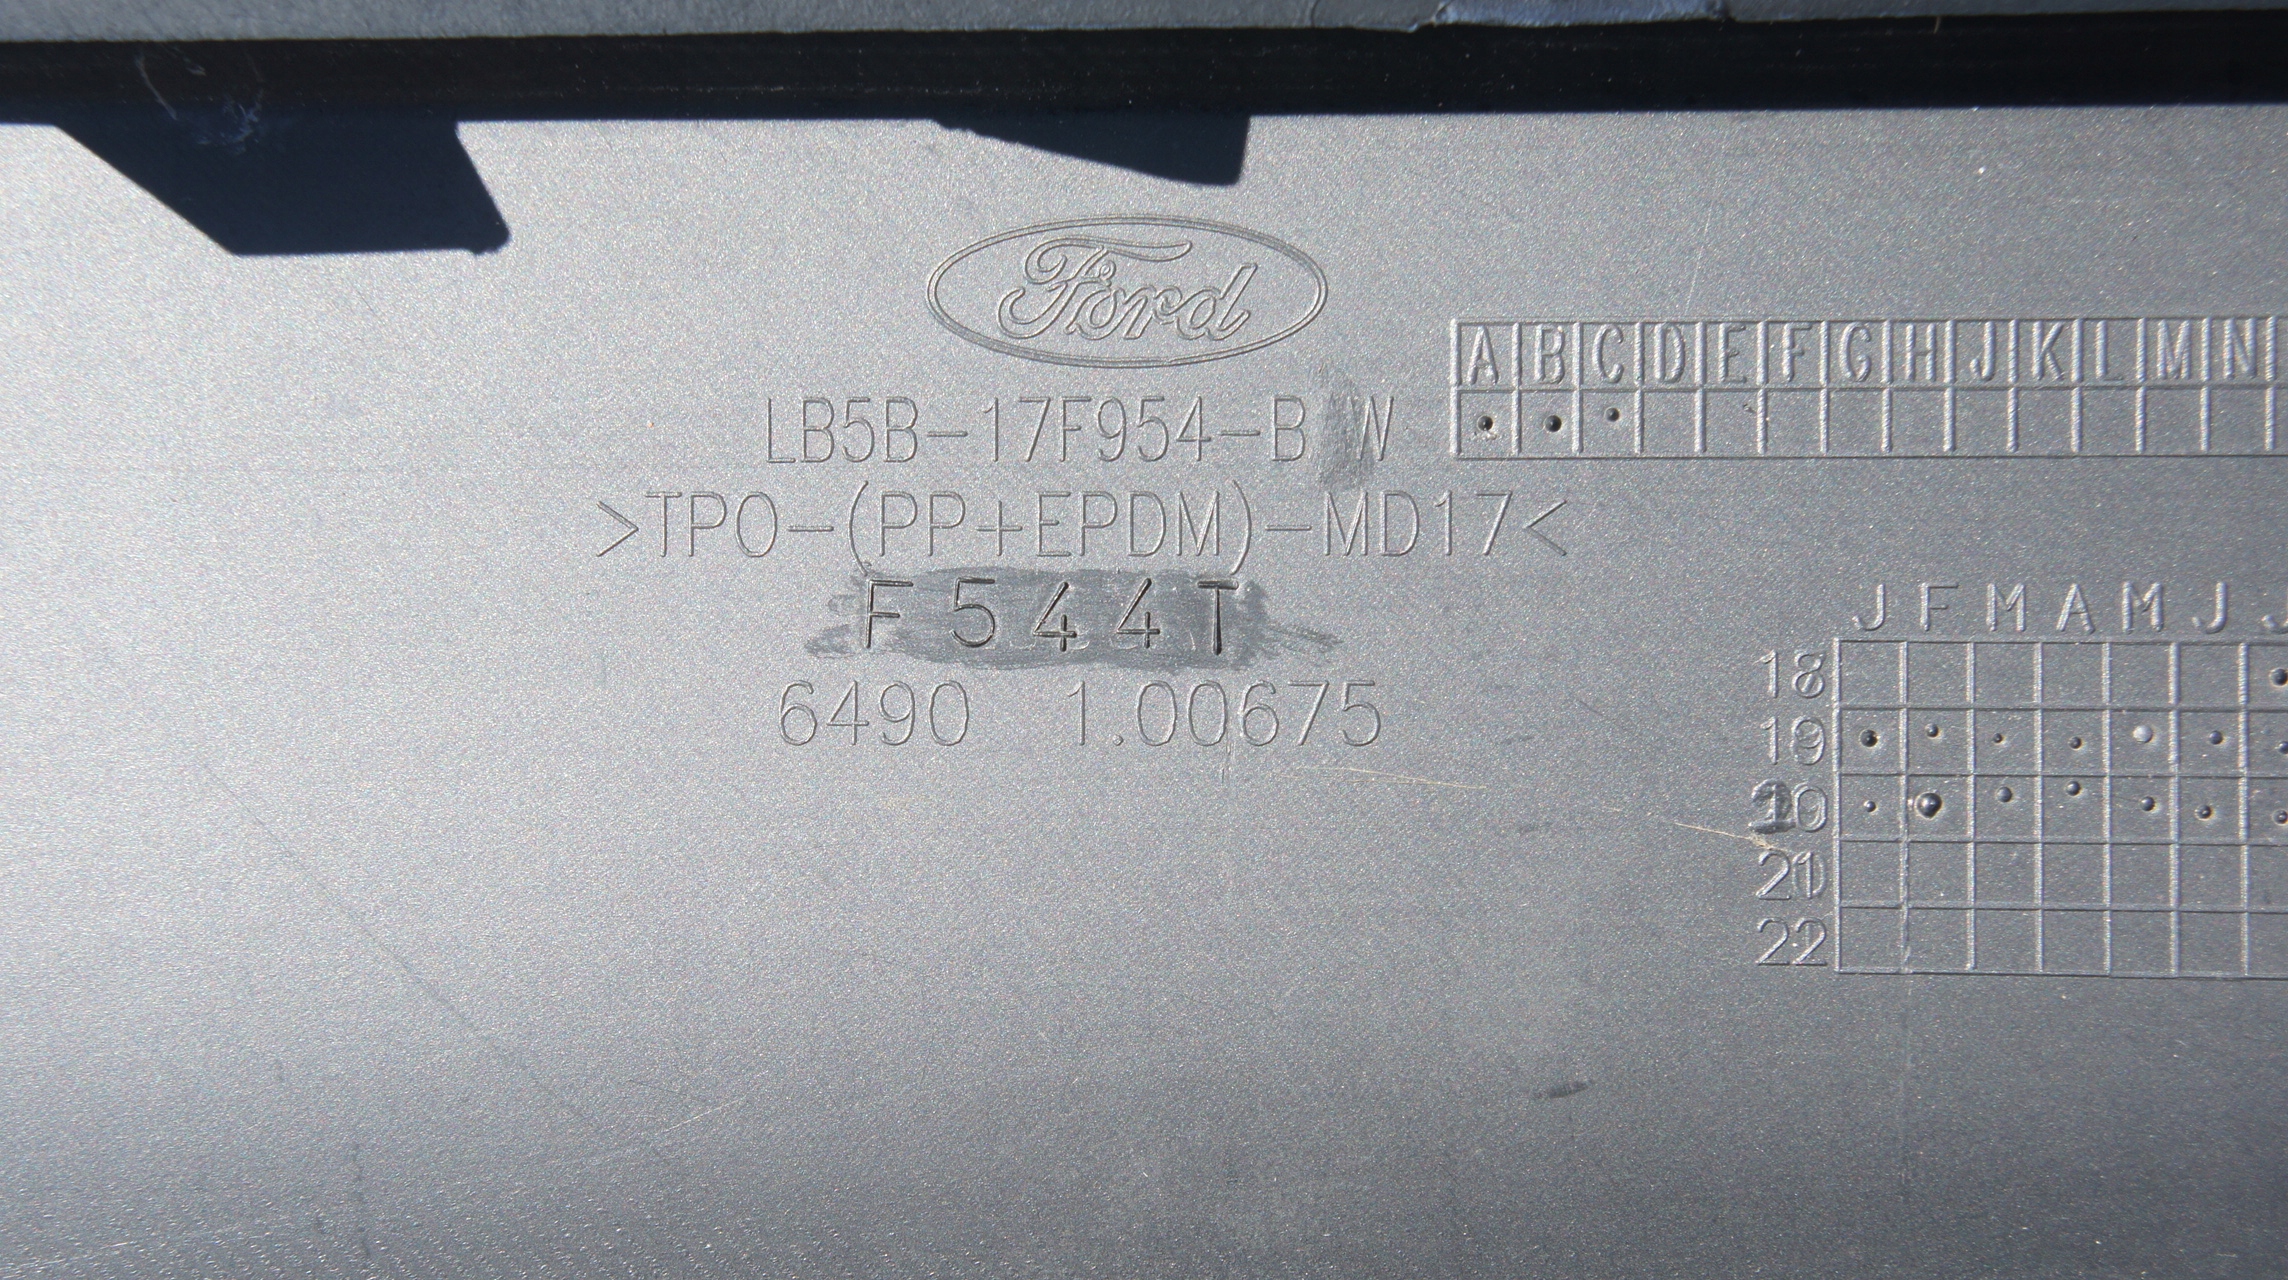 Ford
LB5B-17F954-B W
A B C D E F G H J K L M N
>TPO-(PP+EPDM)-MD17<
F544T
6490 1.00675
J F M A M J J
18
19
20
21
22